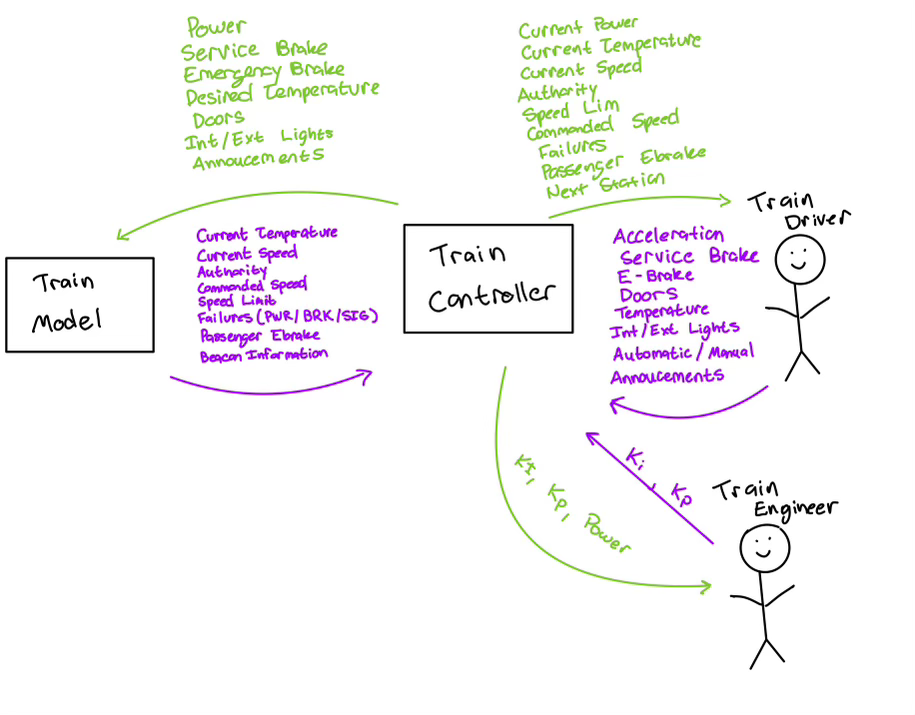 Power
Service Brake
Emergency Brake
Desired Temperature
Doors
Int/Ext Lights
Annoucements
Current Power
Current Temperature
Current Speed
Authority
Speed Lim
Commanded Speed
Failures
Passenger Ebrake
Next Station
Train
Driver
Train
Model
Current Temperature
Current Speed
Authority
Commanded Speed
Speed Limit
Failures (PWR/BRK/SIG)
Passenger Ebrake
Beacon Information
Train
Controller
Acceleration
Service Brake
E-Brake
Doors
Temperature
Int/Ext Lights
Automatic/Manual
Annoucements
KI, Kp, Power
Ki, Kp
Train
Engineer